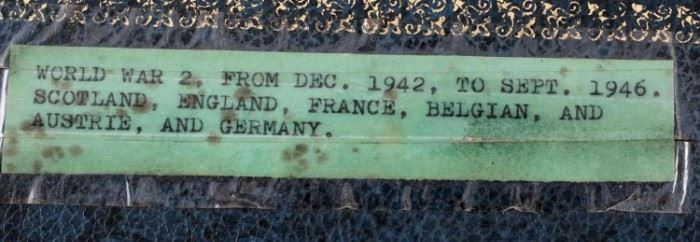 WORLD WAR 2, FROM DEC. 1942, TO SEPT. 1946.
SCOTLAND, ENGLAND, FRANCE, BELGIAN, AND
AUSTRIE, AND GERMANY.